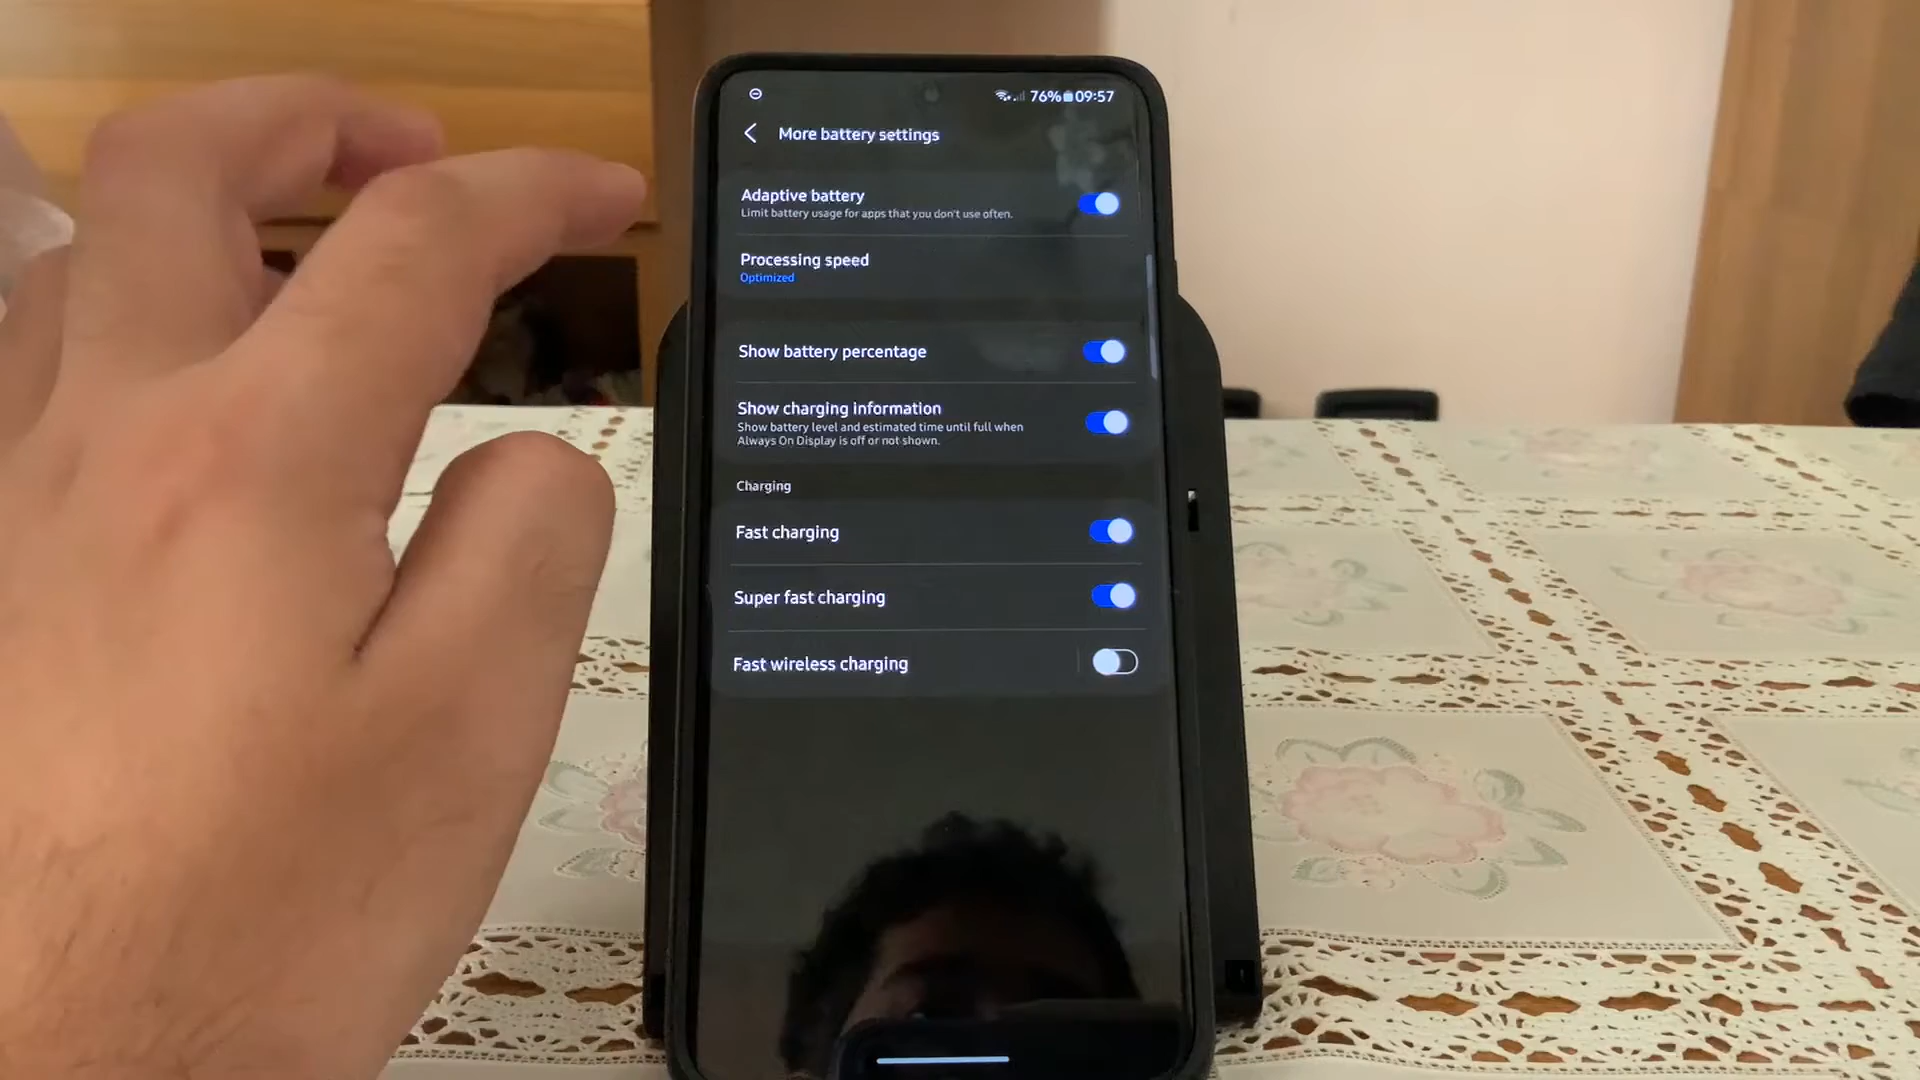 76% 09:57
More battery settings
Adaptive battery
Limit battery usage for apps that you don't use often.
Processing speed
Optimized
Show battery percentage
Show charging information
Show battery level and estimated time until full when
Always On Display is off or not shown.
Charging
Fast charging
Super fast charging
Fast wireless charging